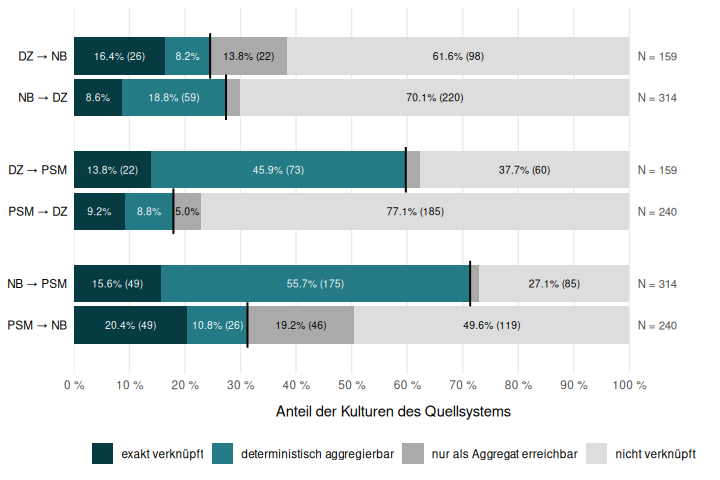 DZ → NB 16.4% (26) 8.2% 13.8% (22) 61.6% (98) N = 159
NB → DZ 8.6% 18.8% (59) 70.1% (220) N = 314
DZ → PSM 13.8% (22) 45.9% (73) 37.7% (60) N = 159
PSM → DZ 9.2% 8.8% 5.0% 77.1% (185) N = 240
NB → PSM 15.6% (49) 55.7% (175) 27.1% (85) N = 314
PSM → NB 20.4% (49) 10.8% (26) 19.2% (46) 49.6% (119) N = 240
0 % 10 % 20 % 30 % 40 % 50 % 60 % 70 % 80 % 90 % 100 %
Anteil der Kulturen des Quellsystems
exakt verknüpft deterministisch aggregierbar nur als Aggregat erreichbar nicht verknüpft